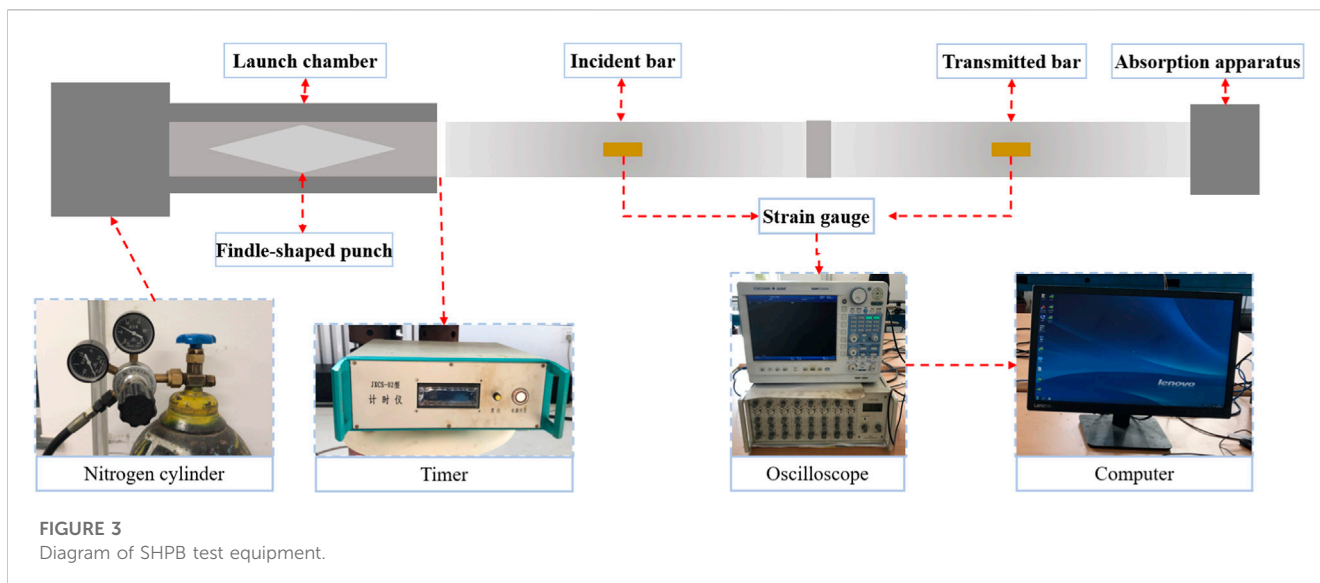 Launch chamber
Incident bar
Transmitted bar
Absorption apparatus
Findle-shaped punch
Strain gauge
JXCS-02型
计时仪
YOKOGAWA
lenovo
Nitrogen cylinder
Timer
Oscilloscope
Computer
FIGURE 3
Diagram of SHPB test equipment.